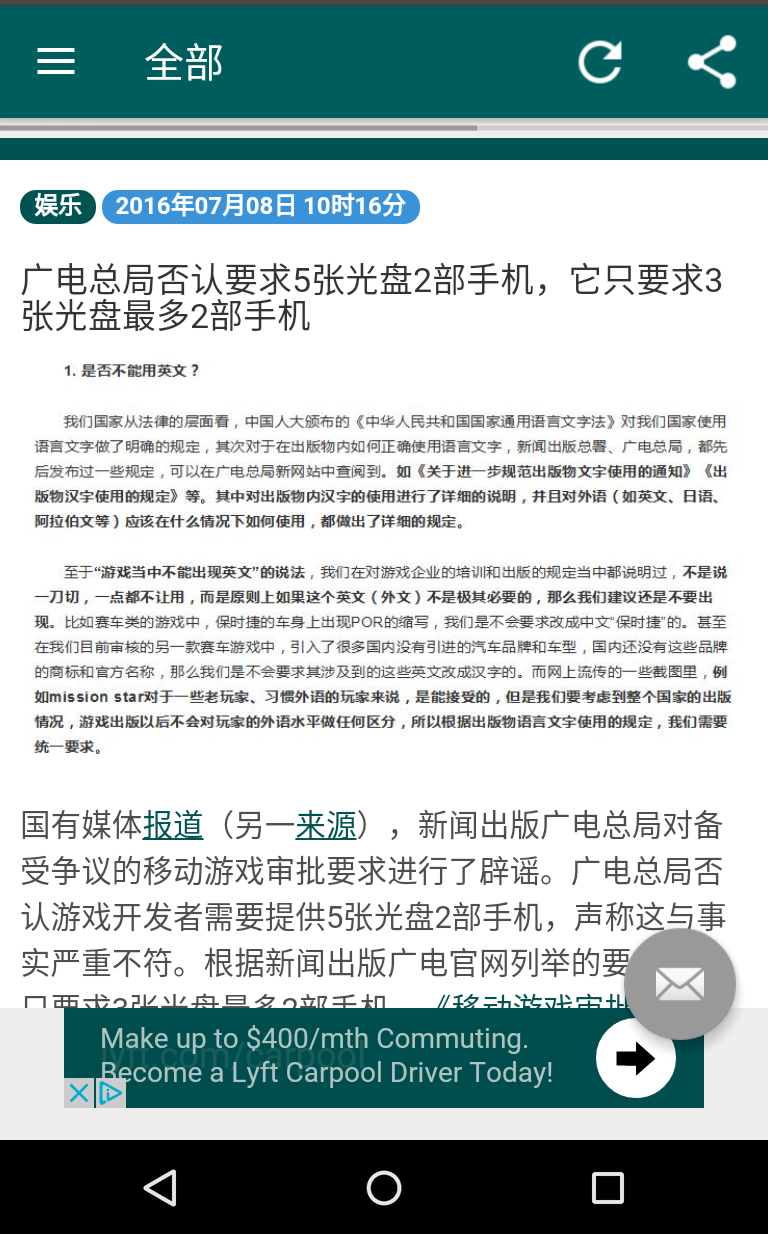 全部
娱乐 2016年07月08日 10时16分
广电总局否认要求5张光盘2部手机，它只要求3
张光盘最多2部手机
1. 是否不能用英文？
我们国家从法律的层面看，中国人大颁布的《中华人民共和国国家通用语言文字法》对我们国家使用
语言文字做了明确的规定，其次对于在出版物内如何正确使用语言文字，新闻出版总署、广电总局，都先
后发布过一些规定，可以在广电总局新网站中查阅到。如《关于进一步规范出版物文字使用的通知》《出
版物汉字使用的规定》等。其中对出版物内汉字的使用进行了详细的说明，并且对外语（如英文、日语、
阿拉伯文等）应该在什么情况下如何使用，都做出了详细的规定。
至于“游戏当中不能出现英文”的说法，我们在对游戏企业的培训和出版的规定当中都说明过，不是说
一刀切，一点都不让用，而是原则上如果这个英文（外文）不是极其必要的，那么我们建议还是不要出
现。比如赛车类的游戏中，保时捷的车身上出现POR的缩写，我们是不会要求改成中文“保时捷”的。甚至
在我们目前审核的另一款赛车游戏中，引入了很多国内没有引进的汽车品牌和车型，国内还没有这些品牌
的商标和官方名称，那么我们是不会要求其涉及到的这些英文改成汉字的。而网上流传的一些截图里，例
如mission star对于一些老玩家、习惯外语的玩家来说，是能接受的，但是我们要考虑到整个国家的出版
情况，游戏出版以后不会对玩家的外语水平做任何区分，所以根据出版物语言文字使用的规定，我们需要
统一要求。
国有媒体报道（另一来源），新闻出版广电总局对备
受争议的移动游戏审批要求进行了辟谣。广电总局否
认游戏开发者需要提供5张光盘2部手机，声称这与事
实严重不符。根据新闻出版广电官网列举的要
只要求3张光盘最多2部手机。《移动游戏审批
Make up to $400/mth Commuting.
lyft.com/carpool
Become a Lyft Carpool Driver Today!